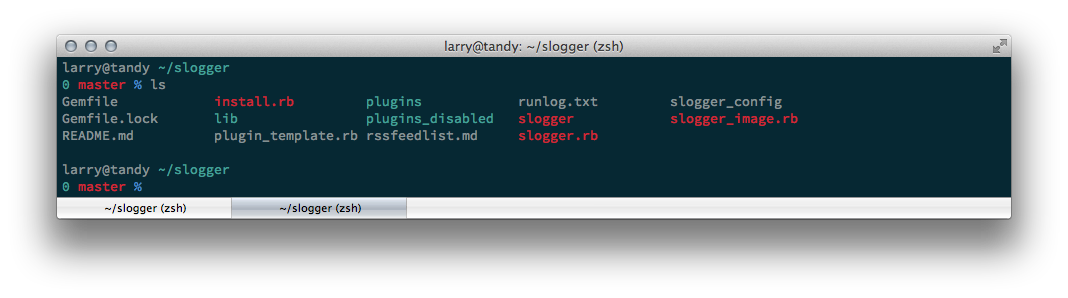 larry@tandy: ~/slogger (zsh)
larry@tandy ~/slogger
0 master % ls
Gemfile install.rb plugins runlog.txt slogger_config
Gemfile.lock lib plugins_disabled slogger slogger_image.rb
README.md plugin_template.rb rssfeedlist.md slogger.rb
larry@tandy ~/slogger
0 master %
~/slogger (zsh) ~/slogger (zsh)